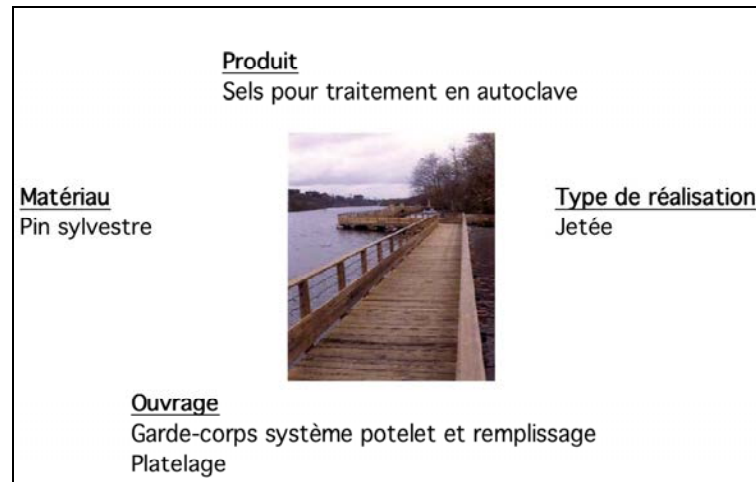 Produit
Sels pour traitement en autoclave
Matériau
Pin sylvestre
Type de réalisation
Jetée
Ouvrage
Garde-corps système potelet et remplissage
Platelage